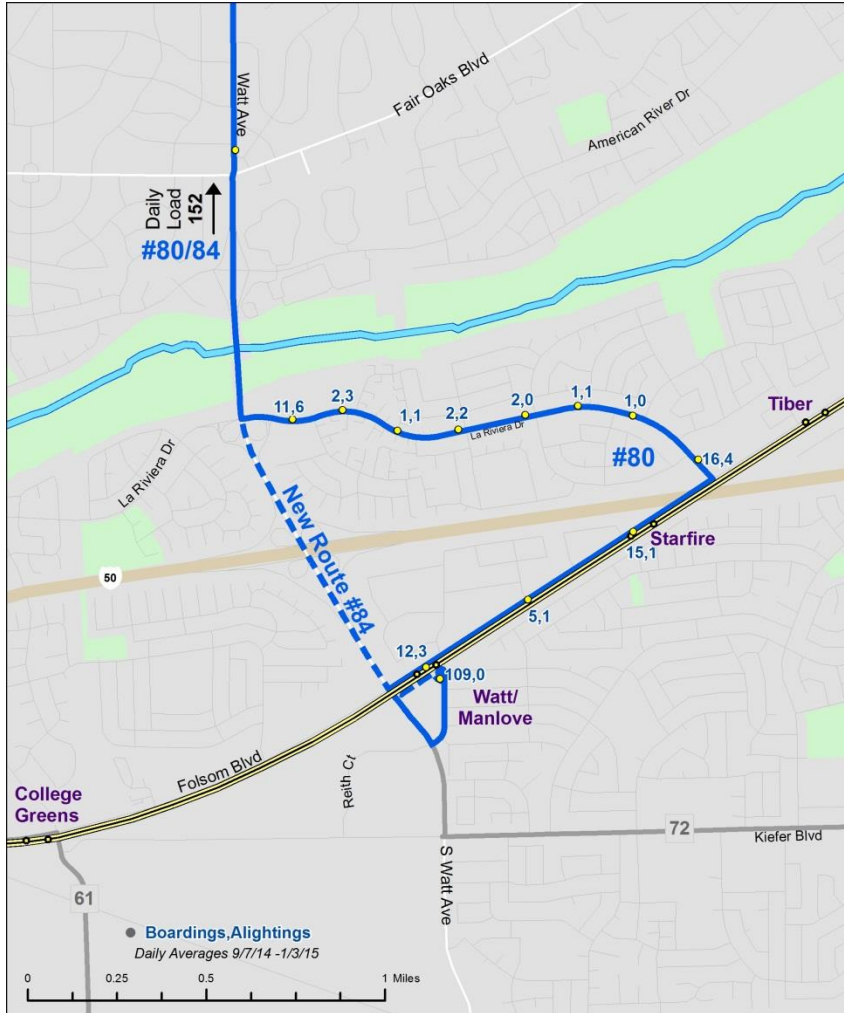 Watt Ave
Fair Oaks Blvd
American River Dr
Daily
Load
152
#80/84
11,6
2,3
1,1
2,2
2,0
1,1
1,0
La Riviera Dr
16,4
Tiber
#80
La Riviera Dr
New Route #84
50
Starfire
15,1
5,1
12,3
109,0
Watt/
Manlove
Folsom Blvd
Reith Ct
College
Greens
72
Kiefer Blvd
61
S Watt Ave
Boardings,Alightings
Daily Averages 9/7/14 -1/3/15
0 0.25 0.5 1 Miles